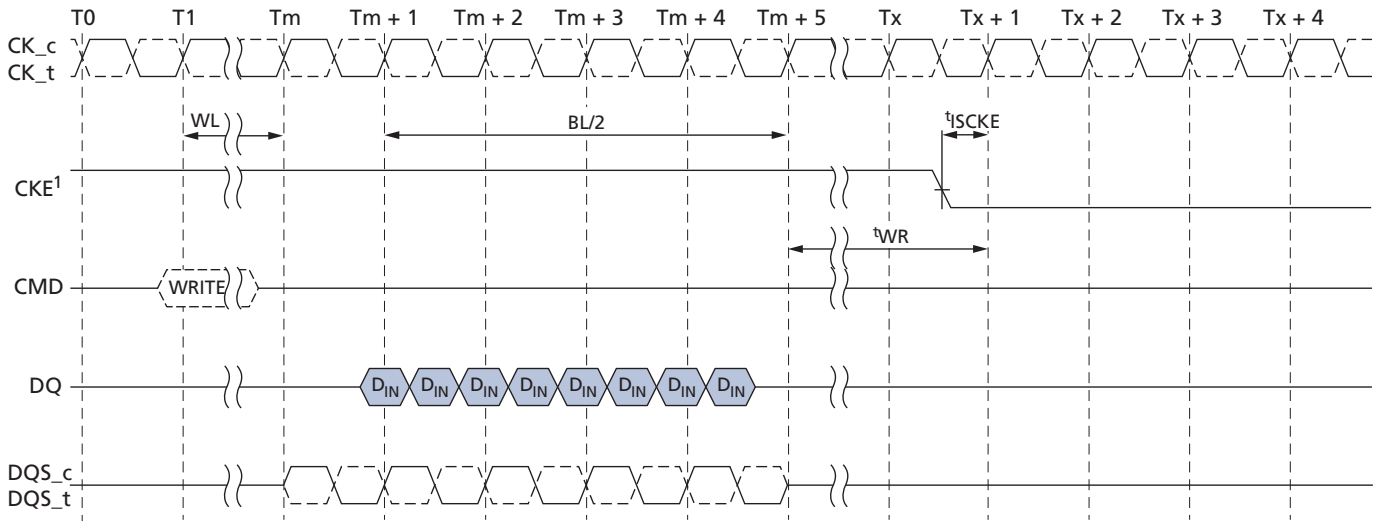 T0 T1 Tm Tm + 1 Tm + 2 Tm + 3 Tm + 4 Tm + 5 Tx Tx + 1 Tx + 2 Tx + 3 Tx + 4
CK_c
CK_t
WL BL/2 tISCKE
CKE1
tWR
CMD WRITE
DQ DIN DIN DIN DIN DIN DIN DIN DIN
DQS_c
DQS_t